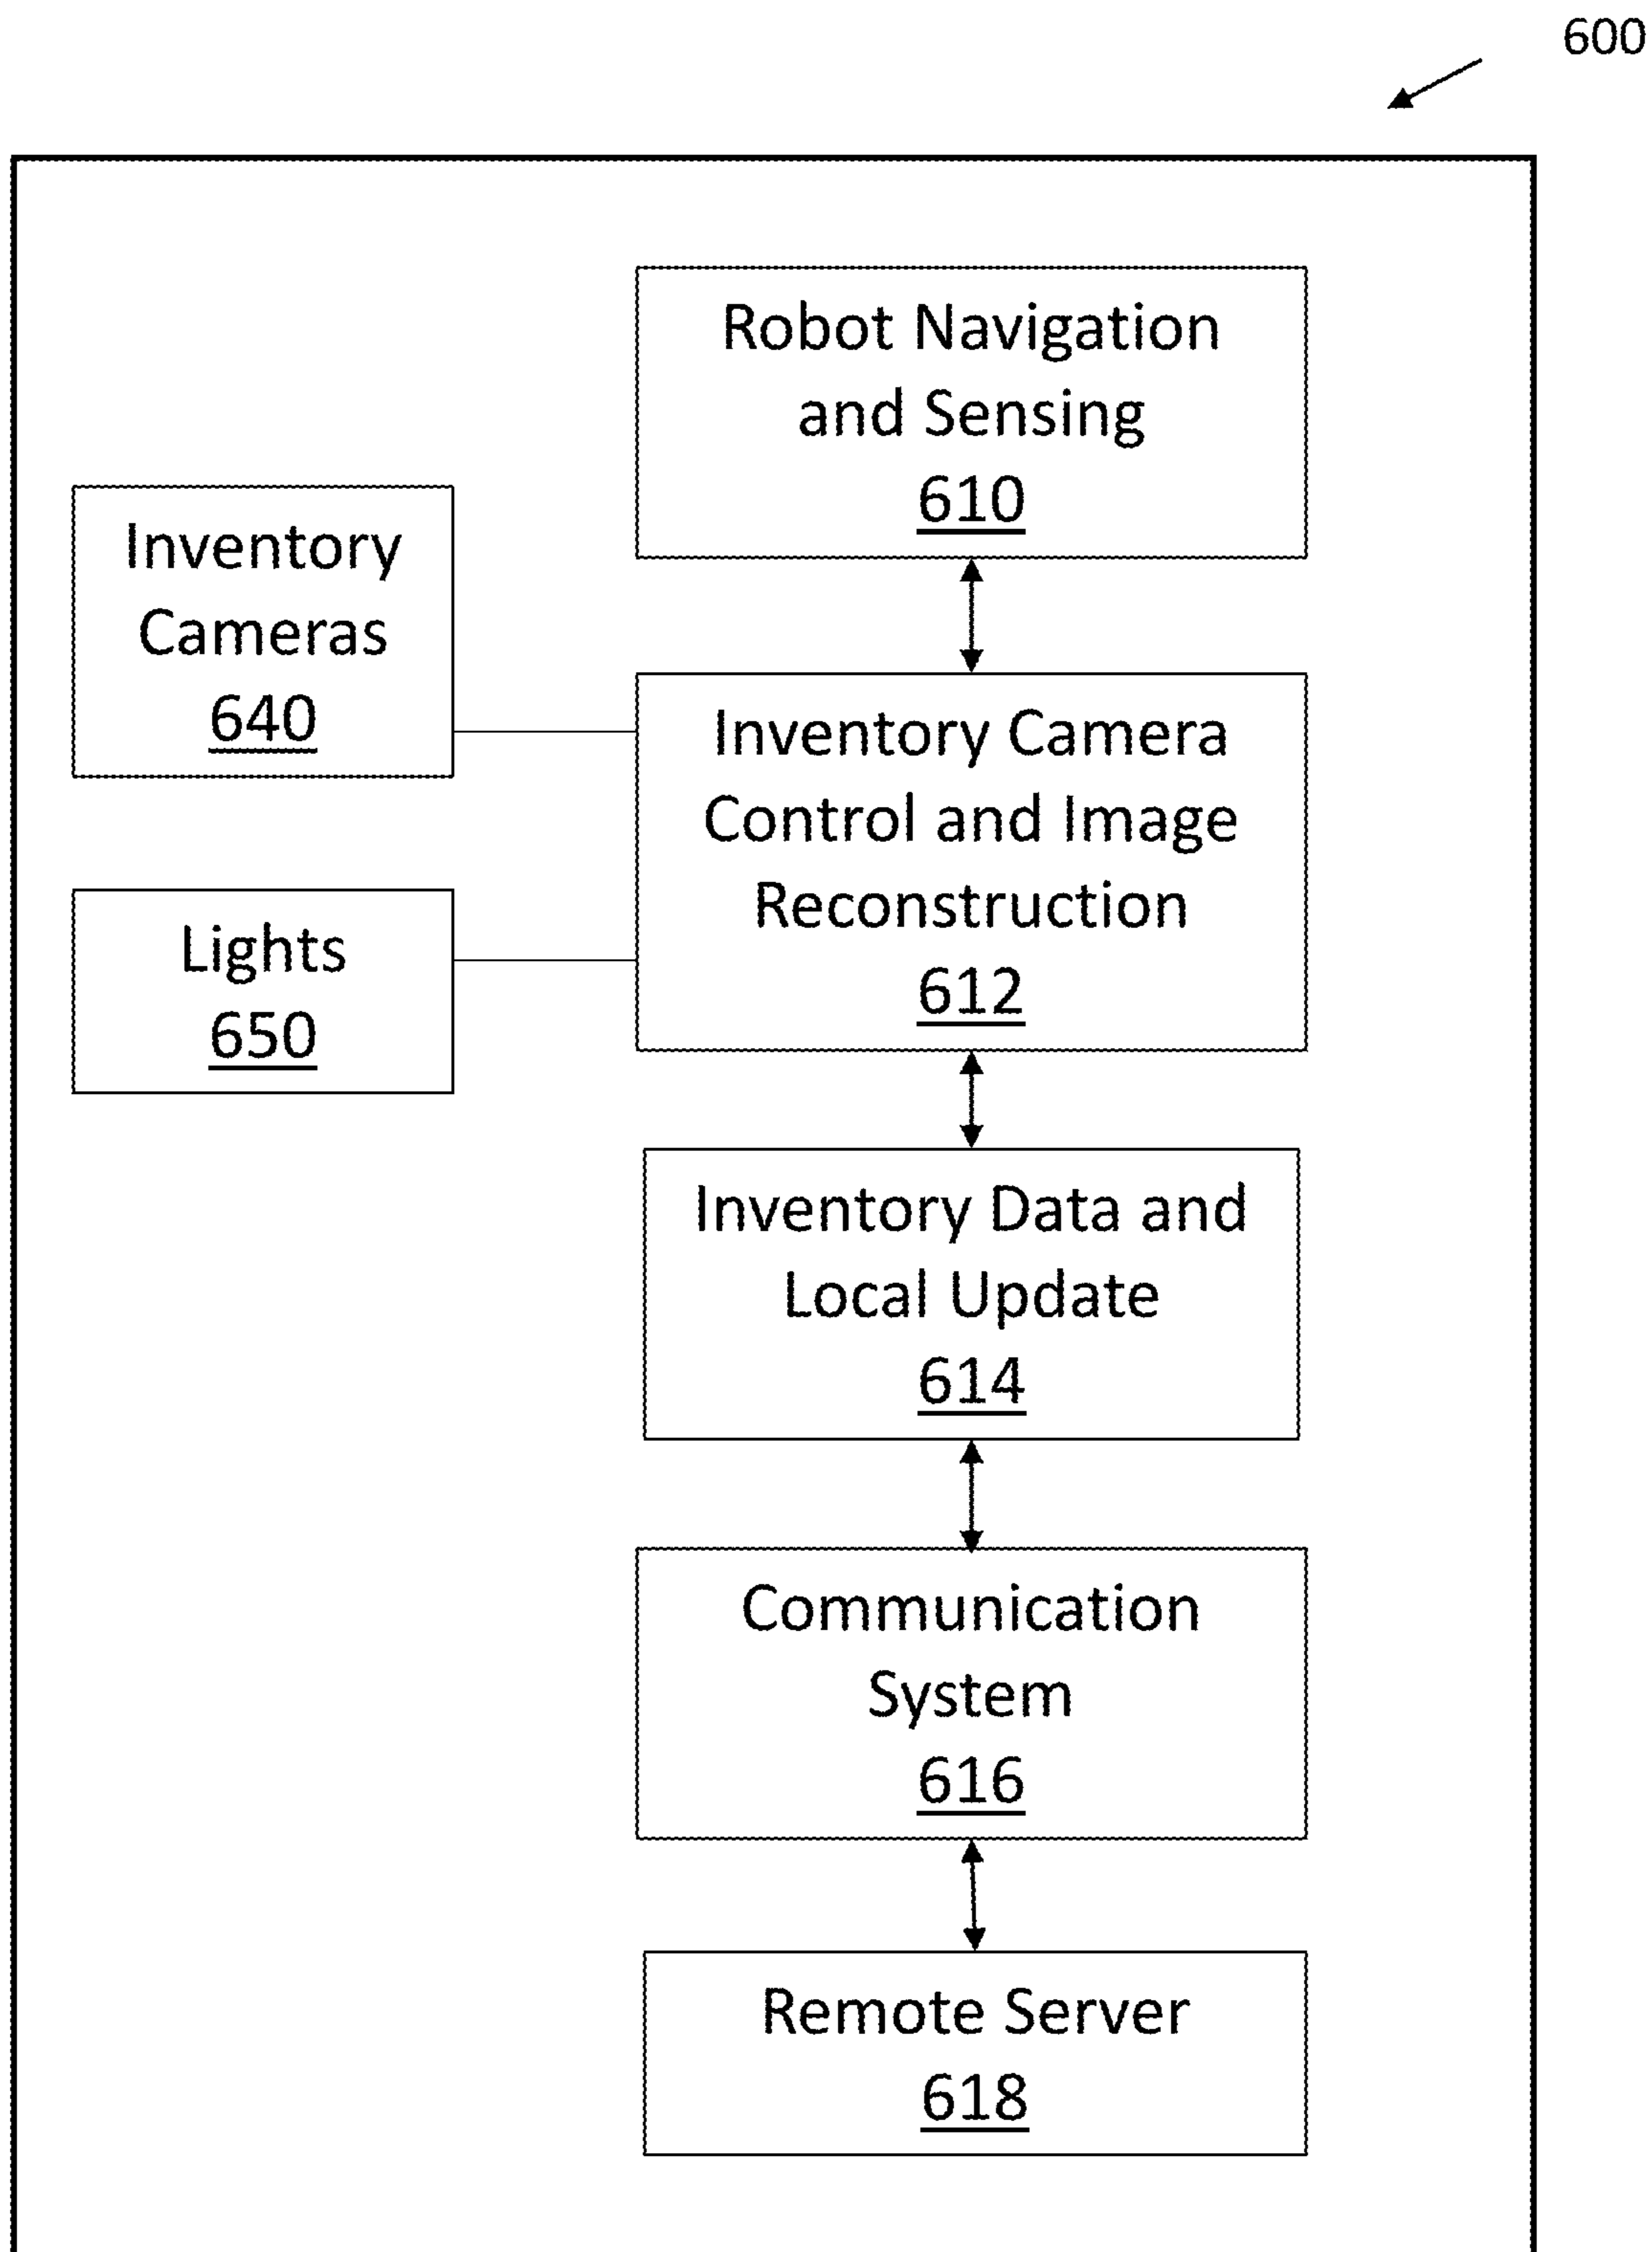 600
Robot Navigation
and Sensing
610
Inventory
Cameras
640
Inventory Camera
Control and Image
Reconstruction
612
Lights
650
Inventory Data and
Local Update
614
Communication
System
616
Remote Server
618